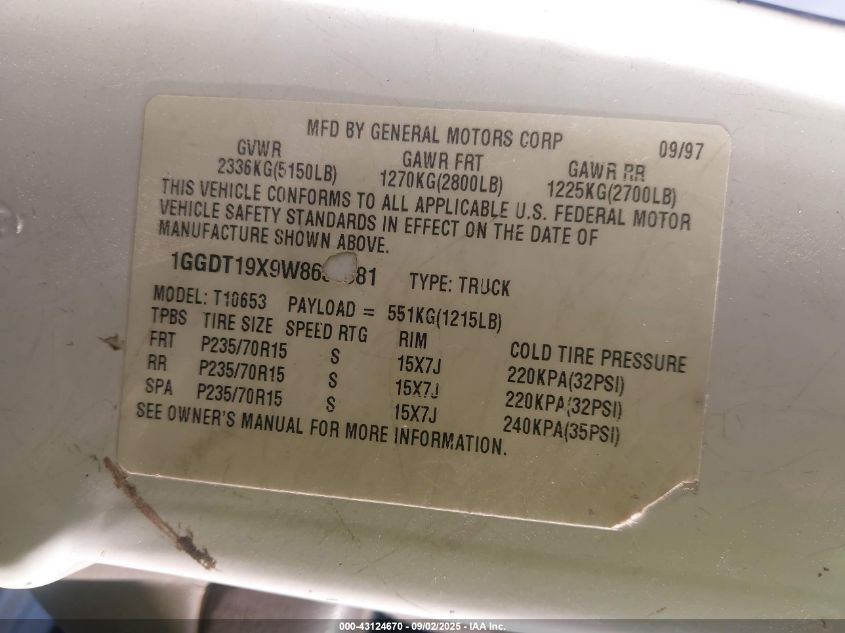 MFD BY GENERAL MOTORS CORP 09/97
GVWR GAWR FRT GAWR RR
2336KG(5150LB) 1270KG(2800LB) 1225KG(2700LB)
THIS VEHICLE CONFORMS TO ALL APPLICABLE U.S. FEDERAL MOTOR
VEHICLE SAFETY STANDARDS IN EFFECT ON THE DATE OF
MANUFACTURE SHOWN ABOVE.
TYPE: TRUCK
MODEL: T10653 PAYLOAD = 551KG(1215LB)
TPBS TIRE SIZE SPEED RTG RIM COLD TIRE PRESSURE
FRT P235/70R15 S 15X7J 220KPA(32PSI)
RR P235/70R15 S 15X7J 220KPA(32PSI)
SPA P235/70R15 S 15X7J 240KPA(35PSI)
SEE OWNER'S MANUAL FOR MORE INFORMATION.
000-43124670 - 09/02/2025 - IAA Inc.